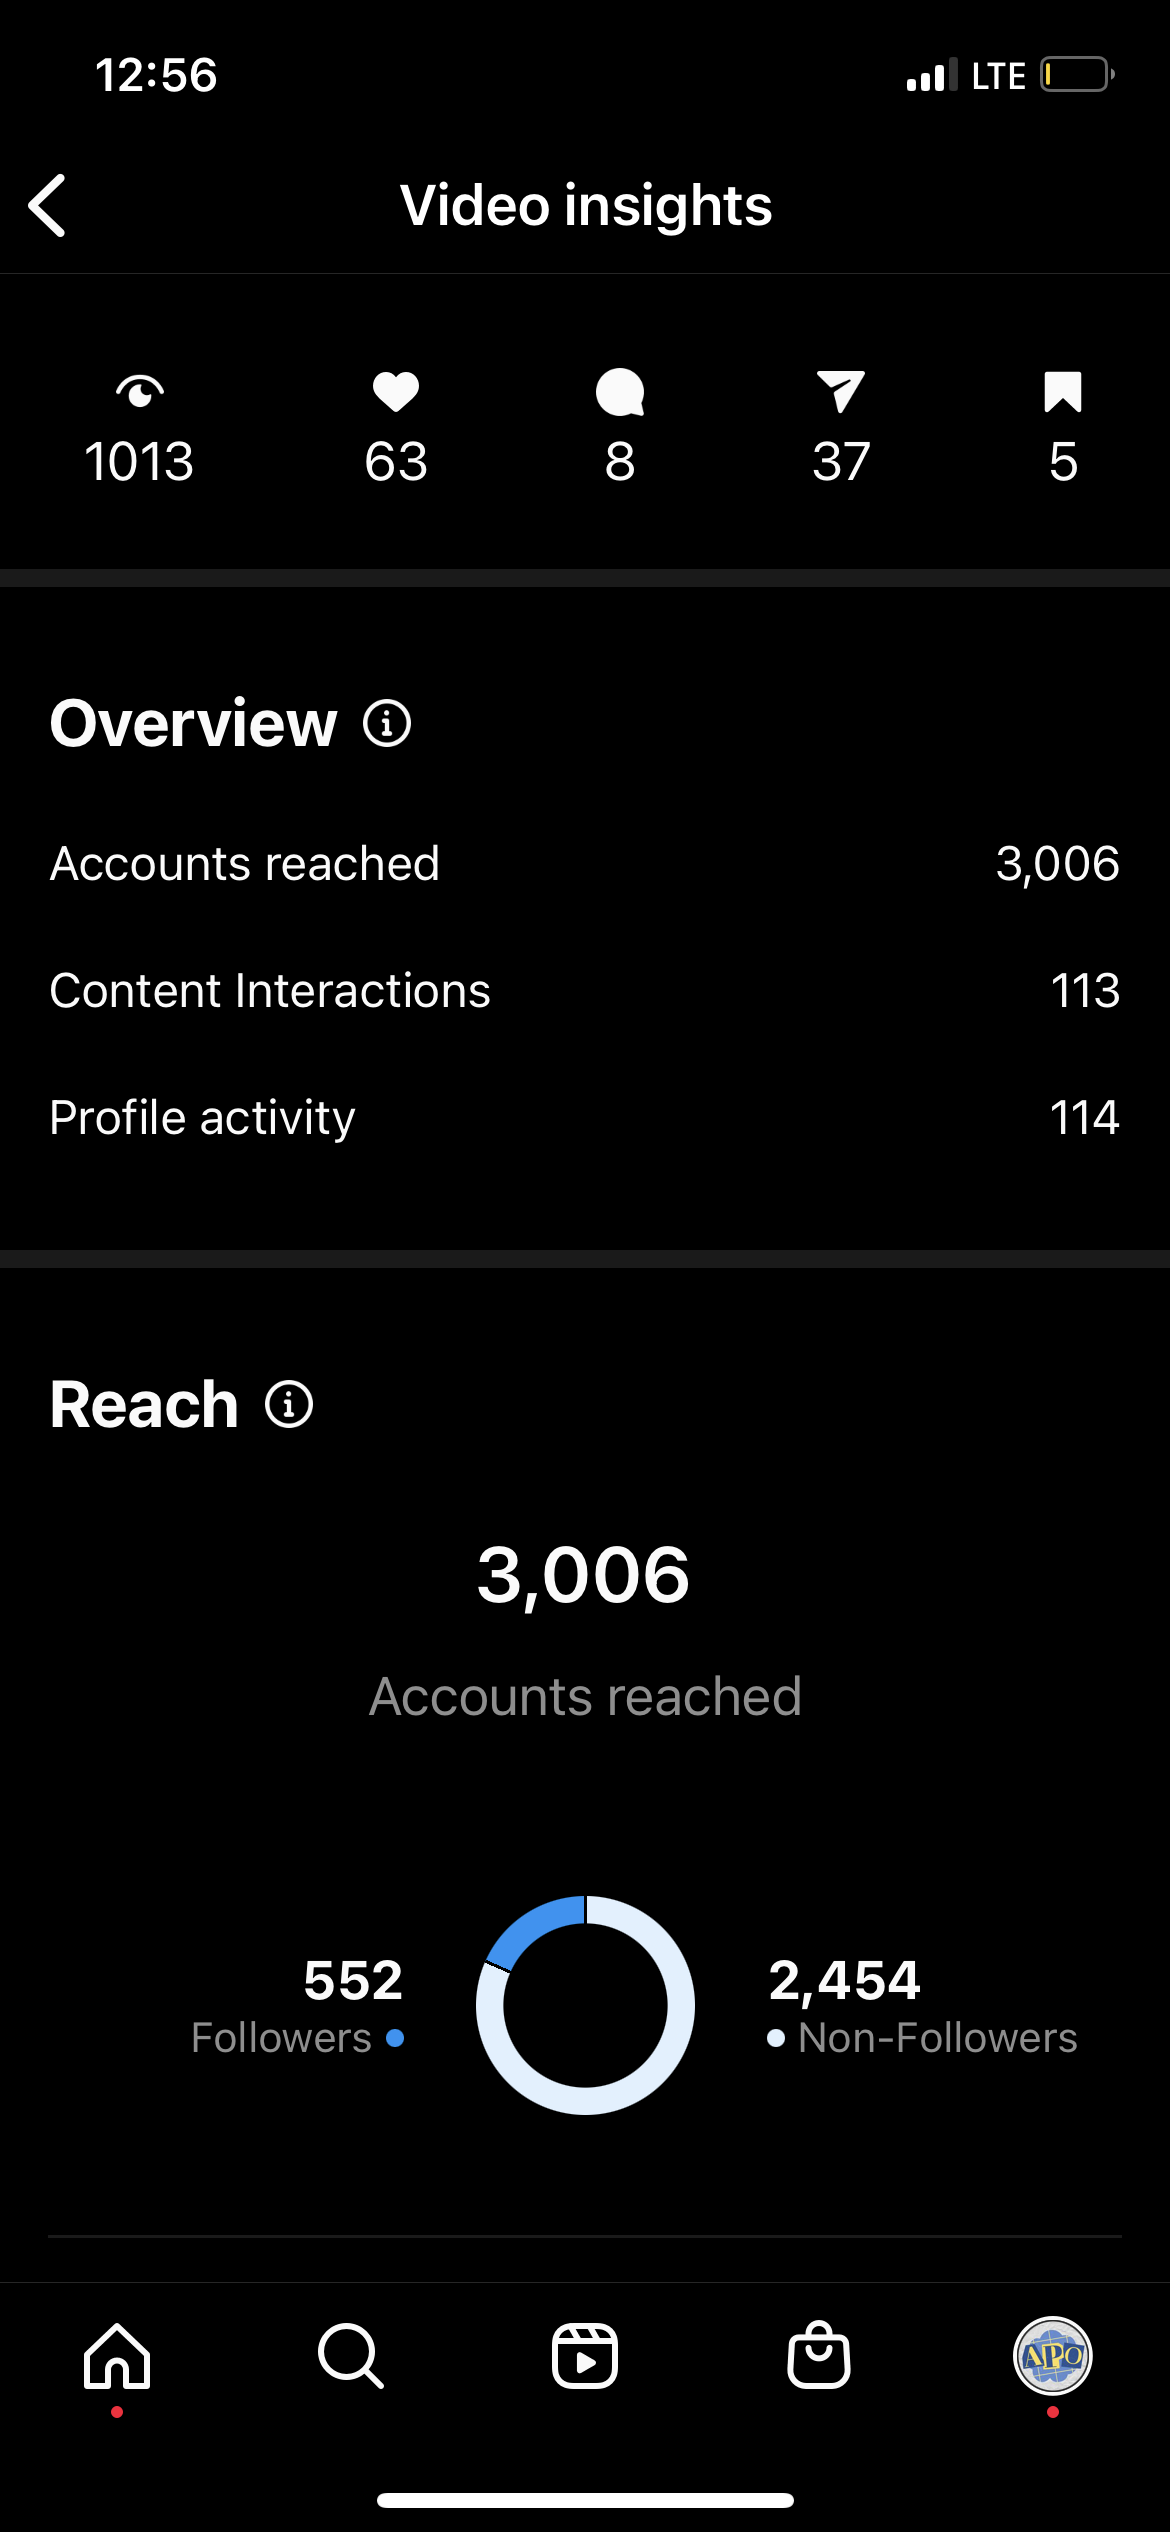 12:56 LTE
Video insights
1013 63 8 37 5
Overview
Accounts reached 3,006
Content Interactions 113
Profile activity 114
Reach
3,006
Accounts reached
552 2,454
Followers Non-Followers
APO